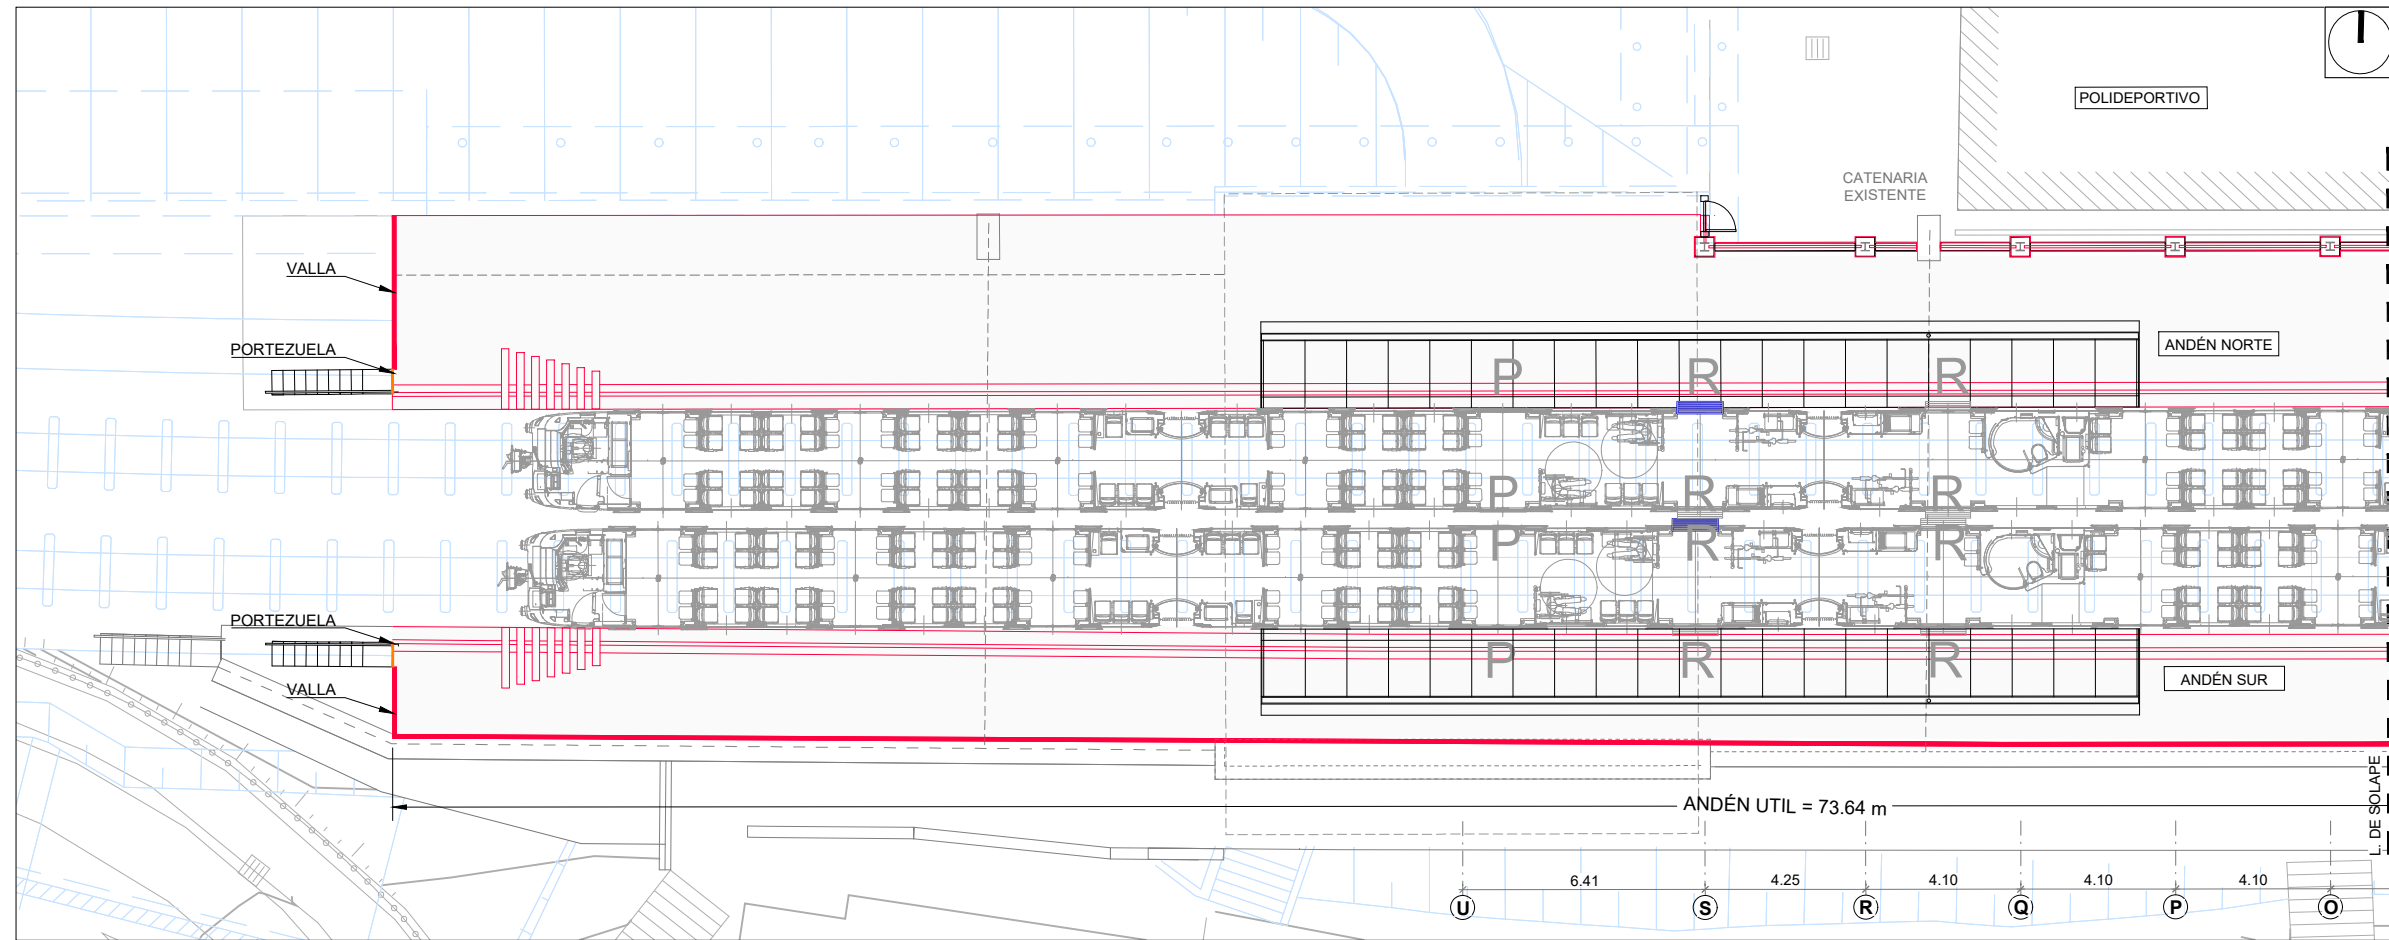 POLIDEPORTIVO
CATENARIA
EXISTENTE
VALLA
PORTEZUELA
ANDÉN NORTE
P R R
P R R
P R R
PORTEZUELA
P R R
VALLA
ANDÉN SUR
L. DE SOLAPE
ANDÉN UTIL = 73.64 m
6.41 4.25 4.10 4.10 4.10
U S R Q P O